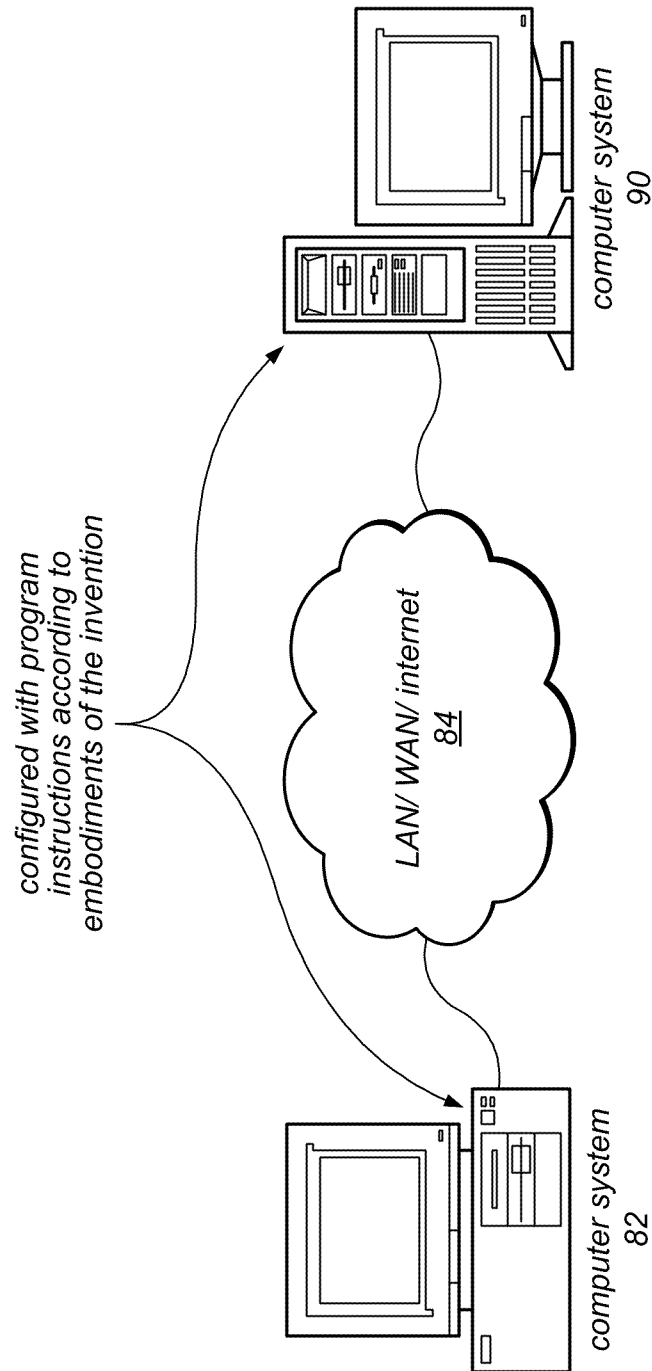 configured with program
instructions according to
embodiments of the invention
LAN/ WAN/ internet
84
computer system
82
computer system
90